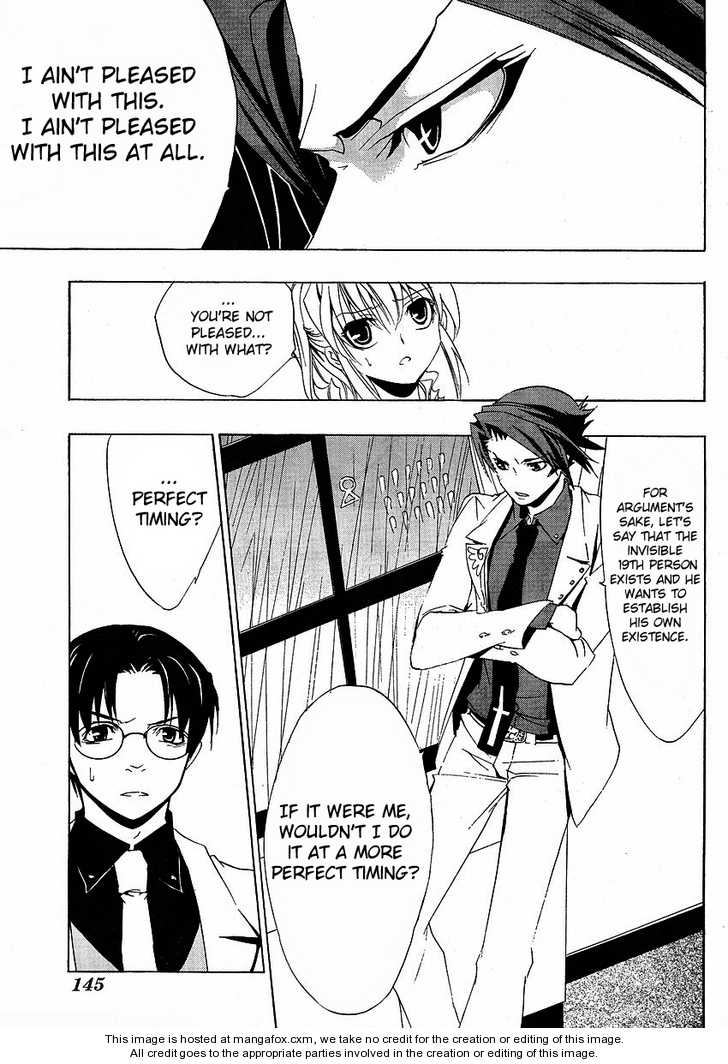 I AIN'T PLEASED
WITH THIS.
I AIN'T PLEASED
WITH THIS AT ALL.
...
YOU'RE NOT
PLEASED...
WITH WHAT?
FOR
ARGUMENT'S
SAKE, LET'S
SAY THAT THE
INVISIBLE
19TH PERSON
EXISTS AND HE
WANTS TO
ESTABLISH
HIS OWN
EXISTENCE.
IF IT WERE ME,
WOULDN'T I DO
IT AT A MORE
PERFECT TIMING?
...
PERFECT
TIMING?
145
This image is hosted at mangafox.cxm, we take no credit for the creation or editing of this image.
All credit goes to the appropriate parties involved in the creation or editing of this image.